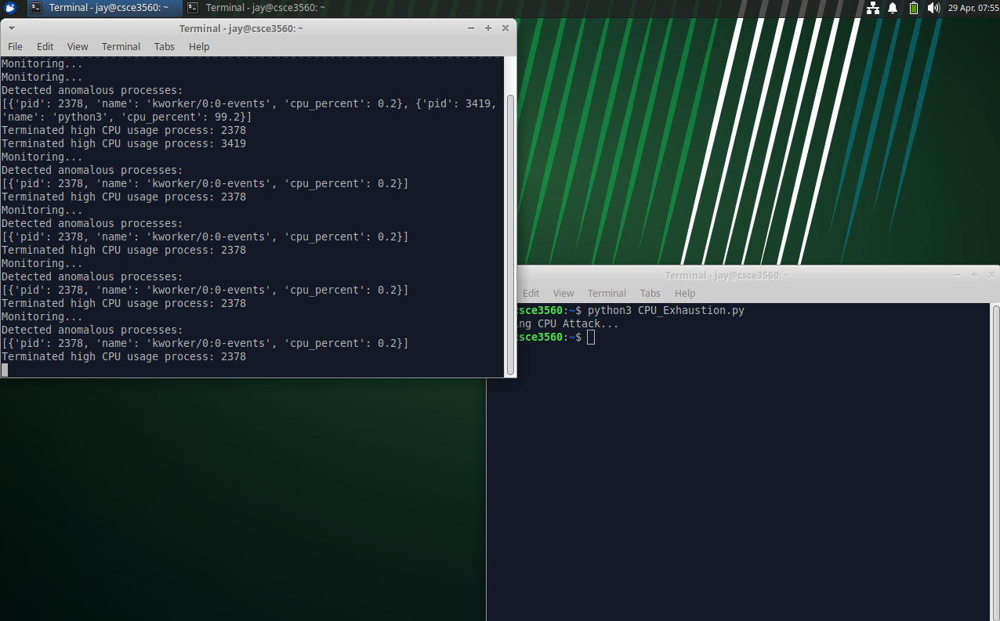 Terminal - jay@csce3560: ~
Terminal - jay@csce3560: ~
29 Apr, 07:55
Terminal - jay@csce3560: ~
File Edit View Terminal Tabs Help
Monitoring...
Monitoring...
Detected anomalous processes:
[{'pid': 2378, 'name': 'kworker/0:0-events', 'cpu_percent': 0.2}, {'pid': 3419,
'name': 'python3', 'cpu_percent': 99.2}]
Terminated high CPU usage process: 2378
Terminated high CPU usage process: 3419
Monitoring...
Detected anomalous processes:
[{'pid': 2378, 'name': 'kworker/0:0-events', 'cpu_percent': 0.2}]
Terminated high CPU usage process: 2378
Monitoring...
Detected anomalous processes:
[{'pid': 2378, 'name': 'kworker/0:0-events', 'cpu_percent': 0.2}]
Terminated high CPU usage process: 2378
Monitoring...
Detected anomalous processes:
[{'pid': 2378, 'name': 'kworker/0:0-events', 'cpu_percent': 0.2}]
Terminated high CPU usage process: 2378
Monitoring...
Detected anomalous processes:
[{'pid': 2378, 'name': 'kworker/0:0-events', 'cpu_percent': 0.2}]
Terminated high CPU usage process: 2378
Terminal - jay@csce3560: ~
Edit View Terminal Tabs Help
sce3560:~$ python3 CPU_Exhaustion.py
ng CPU Attack...
sce3560:~$